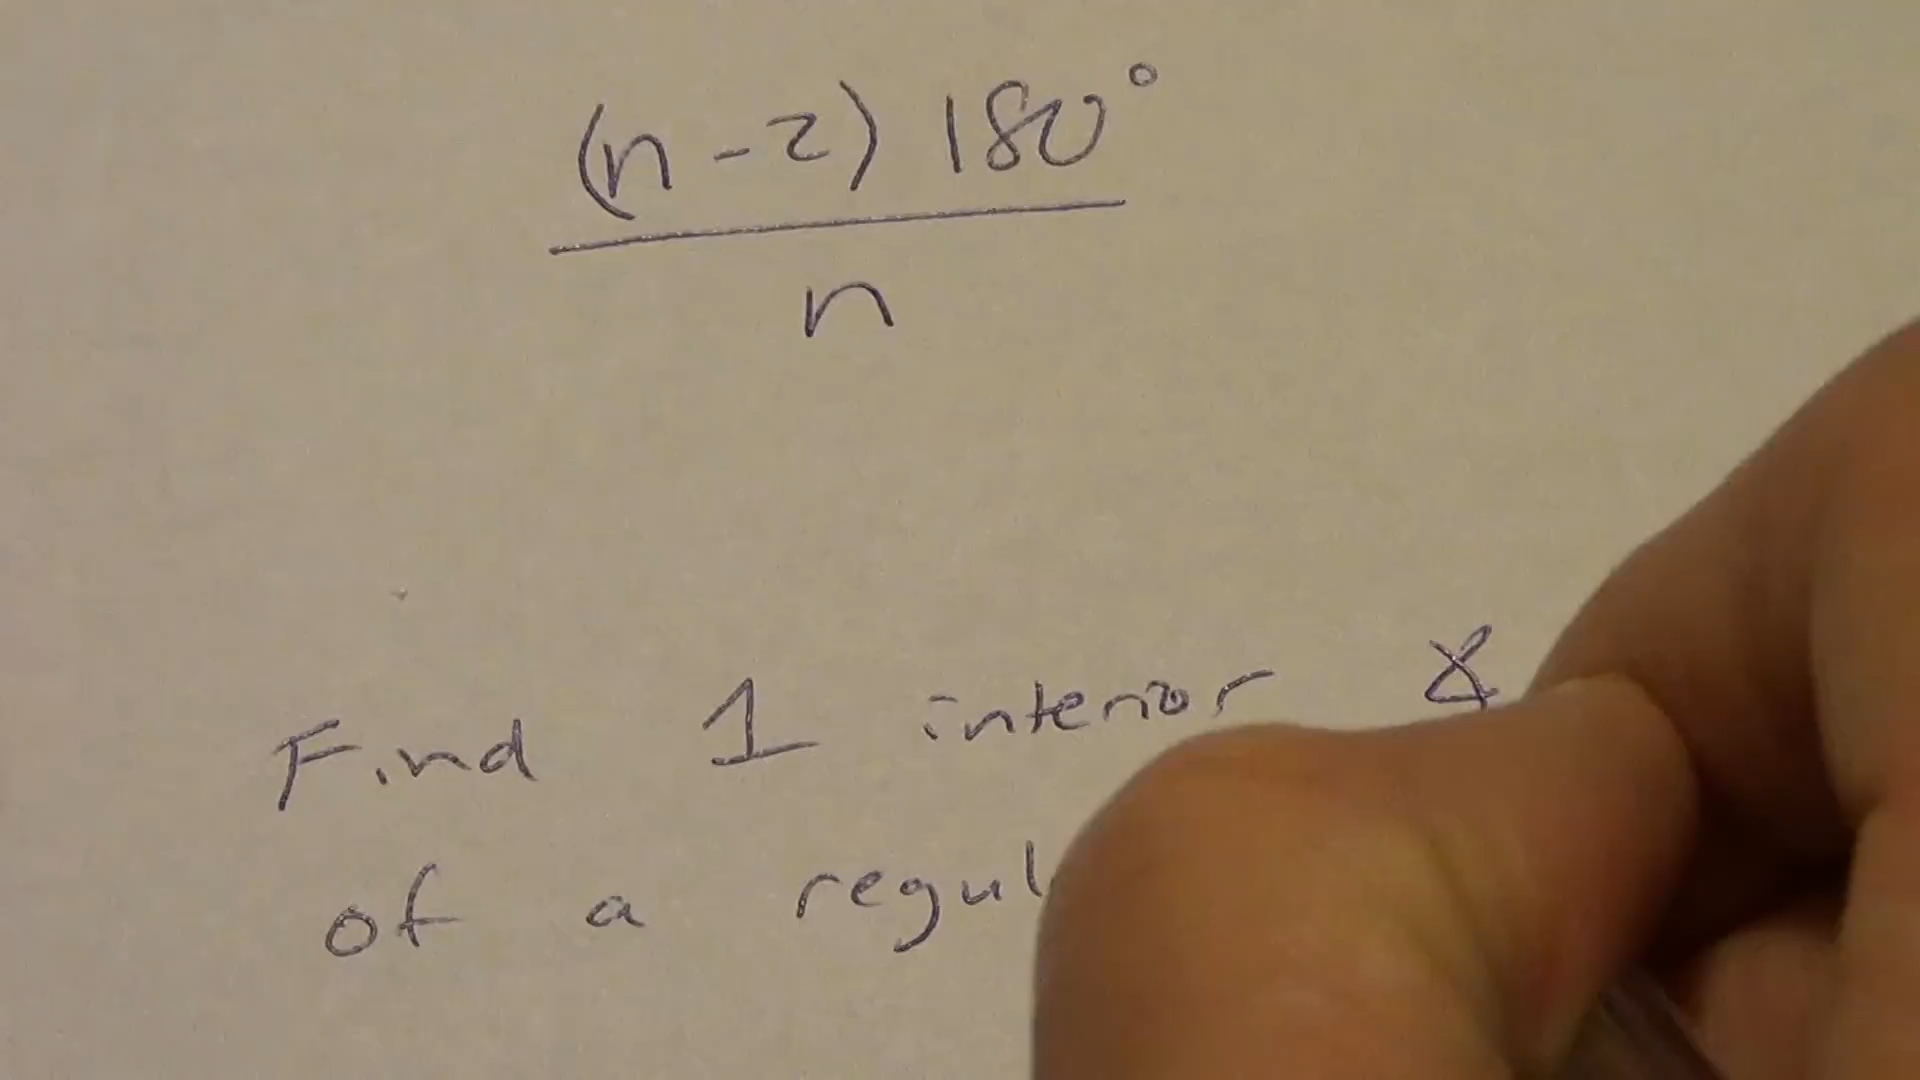 (n-2) 180°
n
Find 1 interior ∡
of a regul